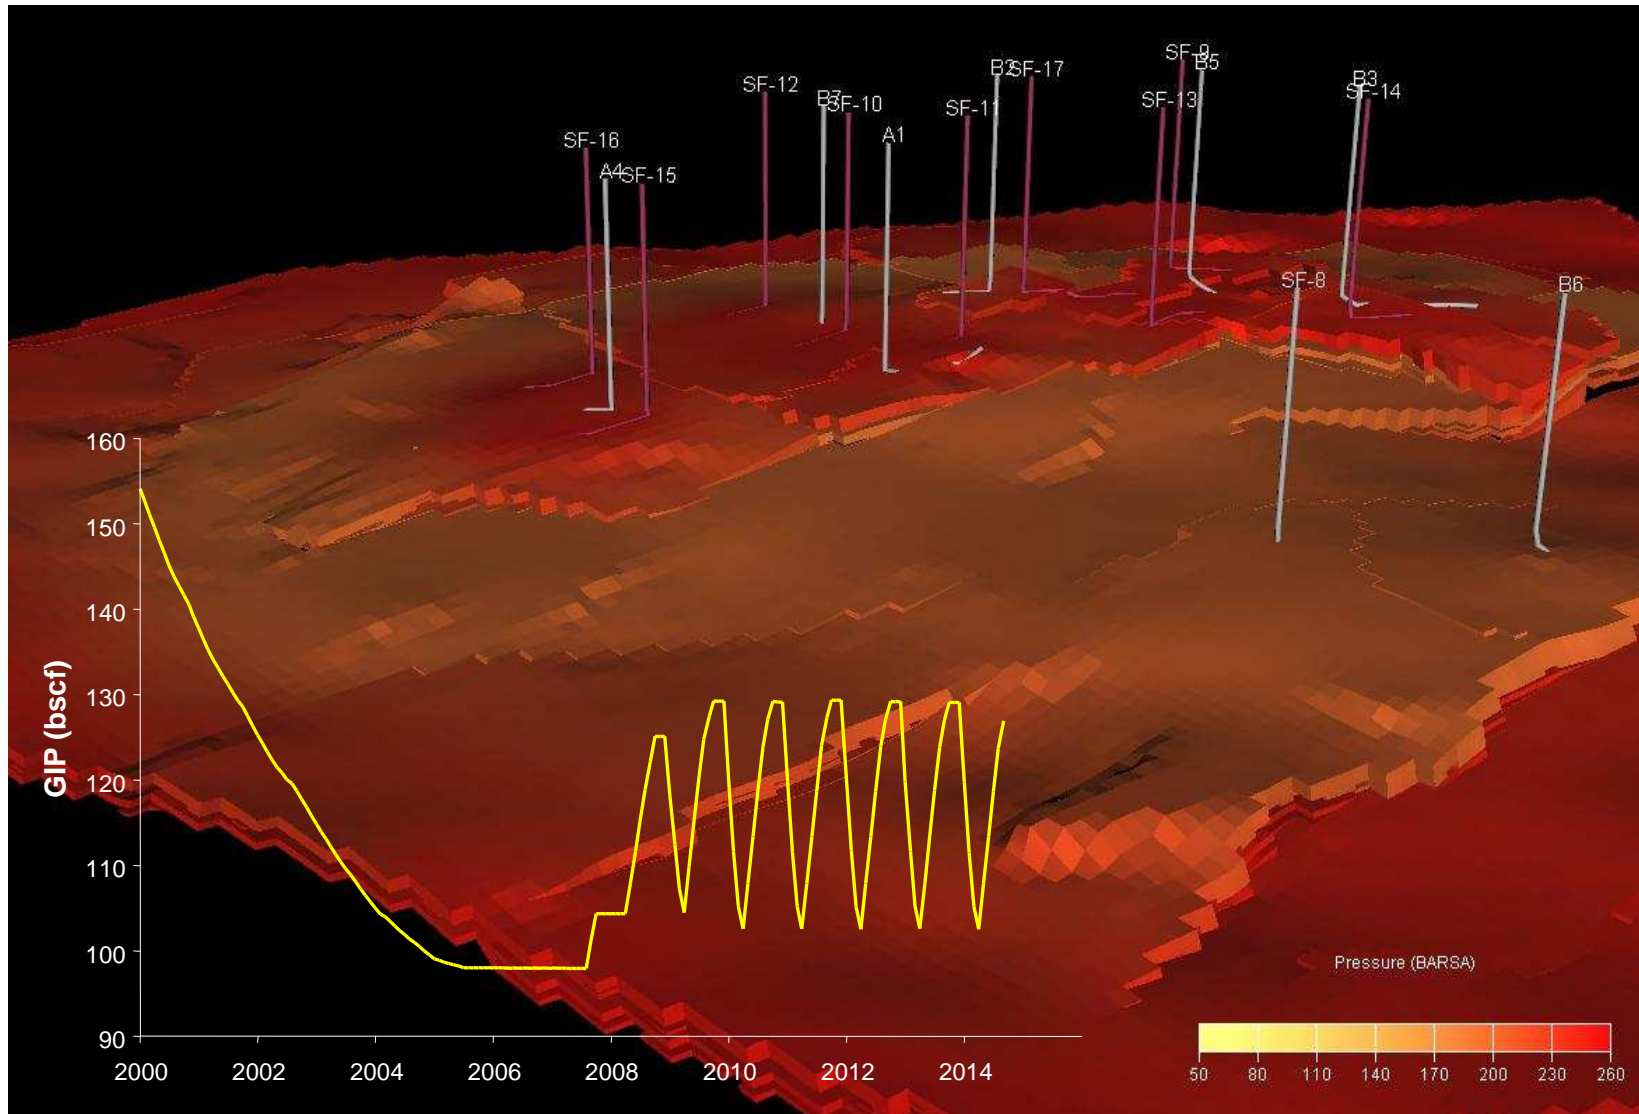 SF-9
B5
B2
SF-17
B3
SF-14
SF-12
B7
SF-10
SF-11
SF-13
A1
SF-16
A4
SF-15
SF-8
B6
160
150
140
130
120
110
100
90
GIP (bscf)
2000 2002 2004 2006 2008 2010 2012 2014
Pressure (BARSA)
50 80 110 140 170 200 230 260